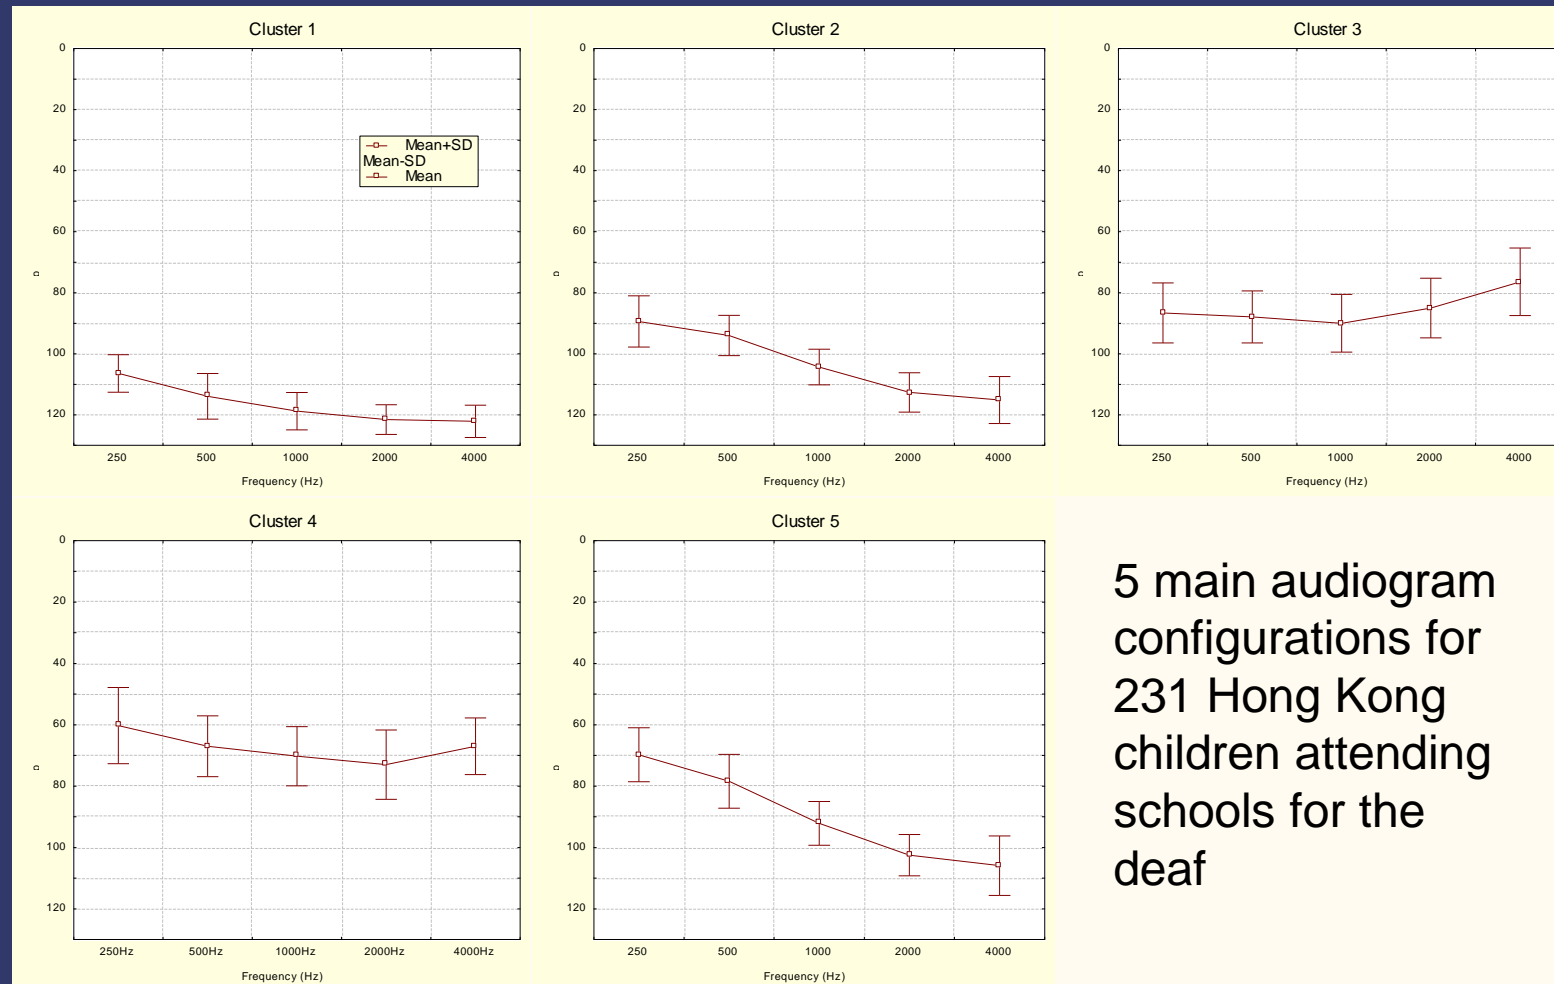 Cluster 1
0
20
40
60
80
100
120
D
Mean+SD
Mean-SD
Mean
250 500 1000 2000 4000
Frequency (Hz)
Cluster 2
0
20
40
60
80
100
120
D
250 500 1000 2000 4000
Frequency (Hz)
Cluster 3
0
20
40
60
80
100
120
250 500 1000 2000 4000
Frequency (Hz)
Cluster 4
0
20
40
60
80
100
120
D
250Hz 500Hz 1000Hz 2000Hz 4000Hz
Frequency (Hz)
Cluster 5
0
20
40
60
80
100
120
D
250 500 1000 2000 4000
Frequency (Hz)
5 main audiogram
configurations for
231 Hong Kong
children attending
schools for the
deaf